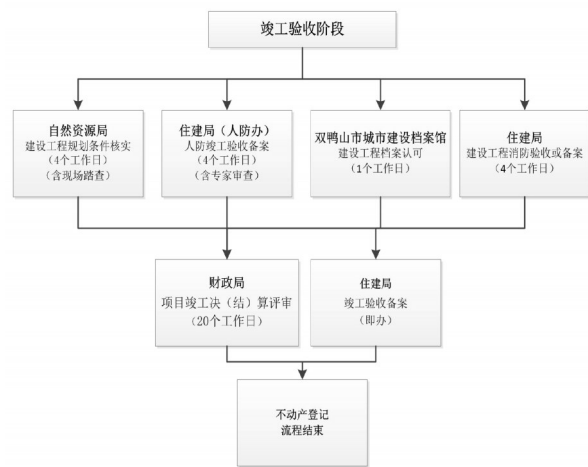 竣工验收阶段
自然资源局
建设工程规划条件核实
（4个工作日）
（含现场踏查）
住建局（人防办）
人防竣工验收备案
（4个工作日）
（含专家审查）
双鸭山市城市建设档案馆
建设工程档案认可
（1个工作日）
住建局
建设工程消防验收或备案
（4个工作日）
财政局
项目竣工决（结）算评审
（20个工作日）
住建局
竣工验收备案
（即办）
不动产登记
流程结束